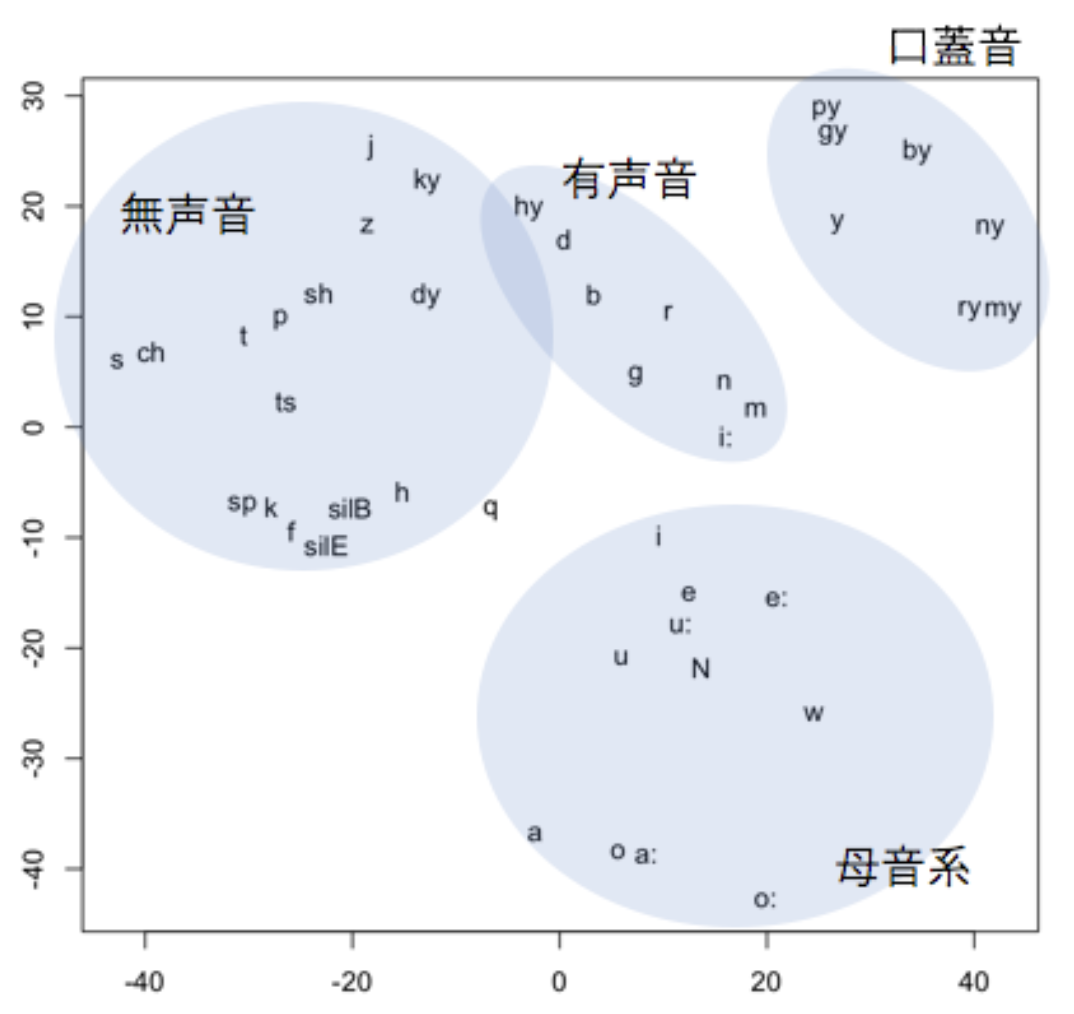 口蓋音
30
py
gy
by
j
有声音
ky
20
無声音
hy
z
y
ny
d
sh
dy
b
10
p
r
ry my
t
s ch
g
n
ts
m
0
i:
sp k
silB
h
q
f
silE
-10
i
e
e:
u:
-20
u
N
w
-30
a
o a:
母音系
-40
o:
-40 -20 0 20 40